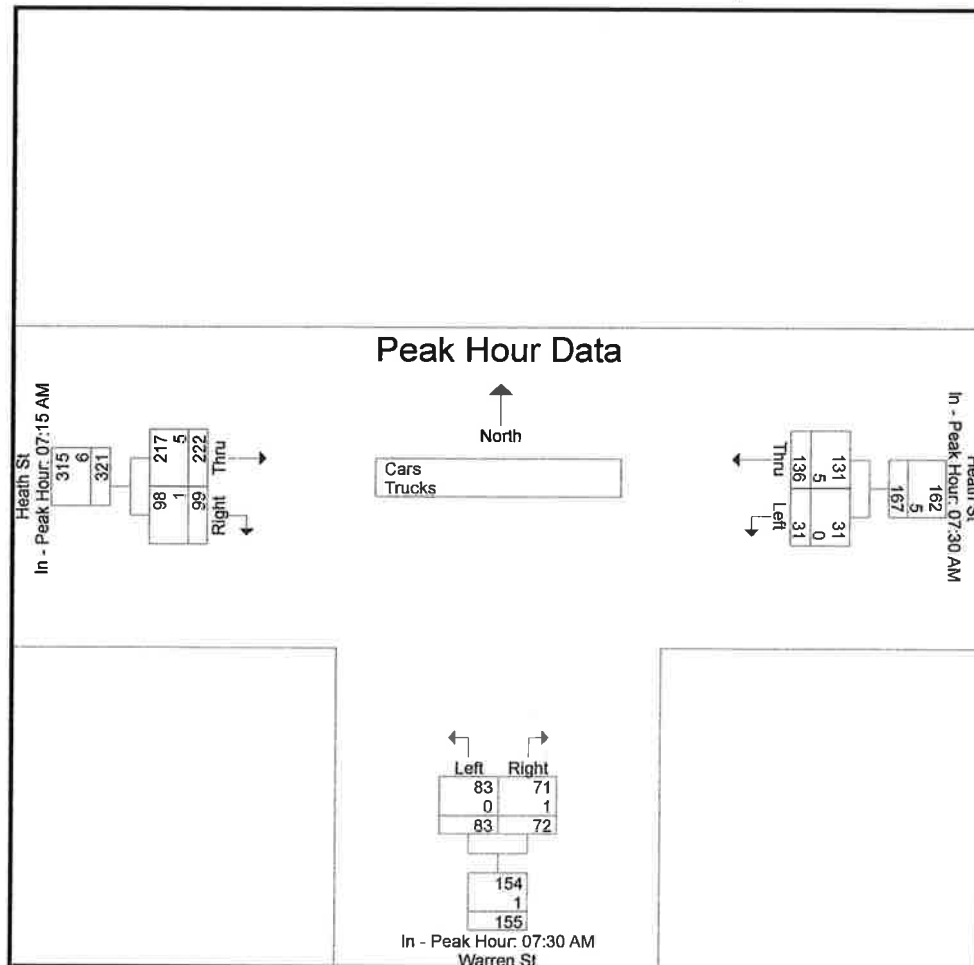 Peak Hour Data
North
Cars
Trucks
Heath St
In - Peak Hour: 07:15 AM
315
6
321
217
5
222
Thru
98
1
99
Right
Heath St
In - Peak Hour: 07:30 AM
162
5
167
131
5
136
Thru
31
0
31
Left
Left Right
83 71
0 1
83 72
154
1
155
In - Peak Hour: 07:30 AM
Warren St